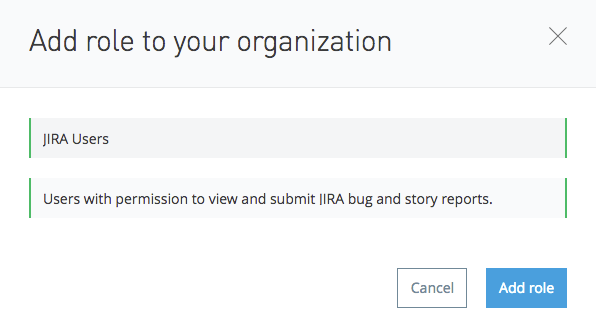 Add role to your organization
JIRA Users
Users with permission to view and submit JIRA bug and story reports.
Cancel
Add role